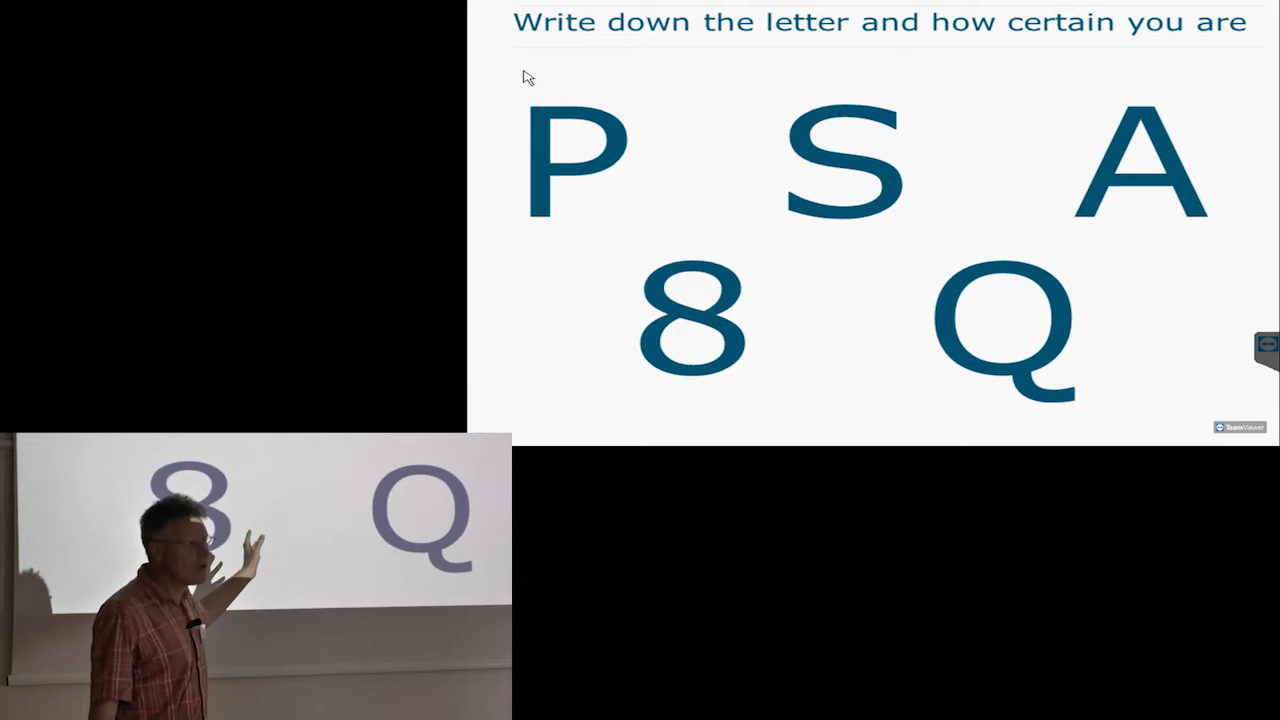 Write down the letter and how certain you are
P S A
8 Q
TeamViewer
8 Q